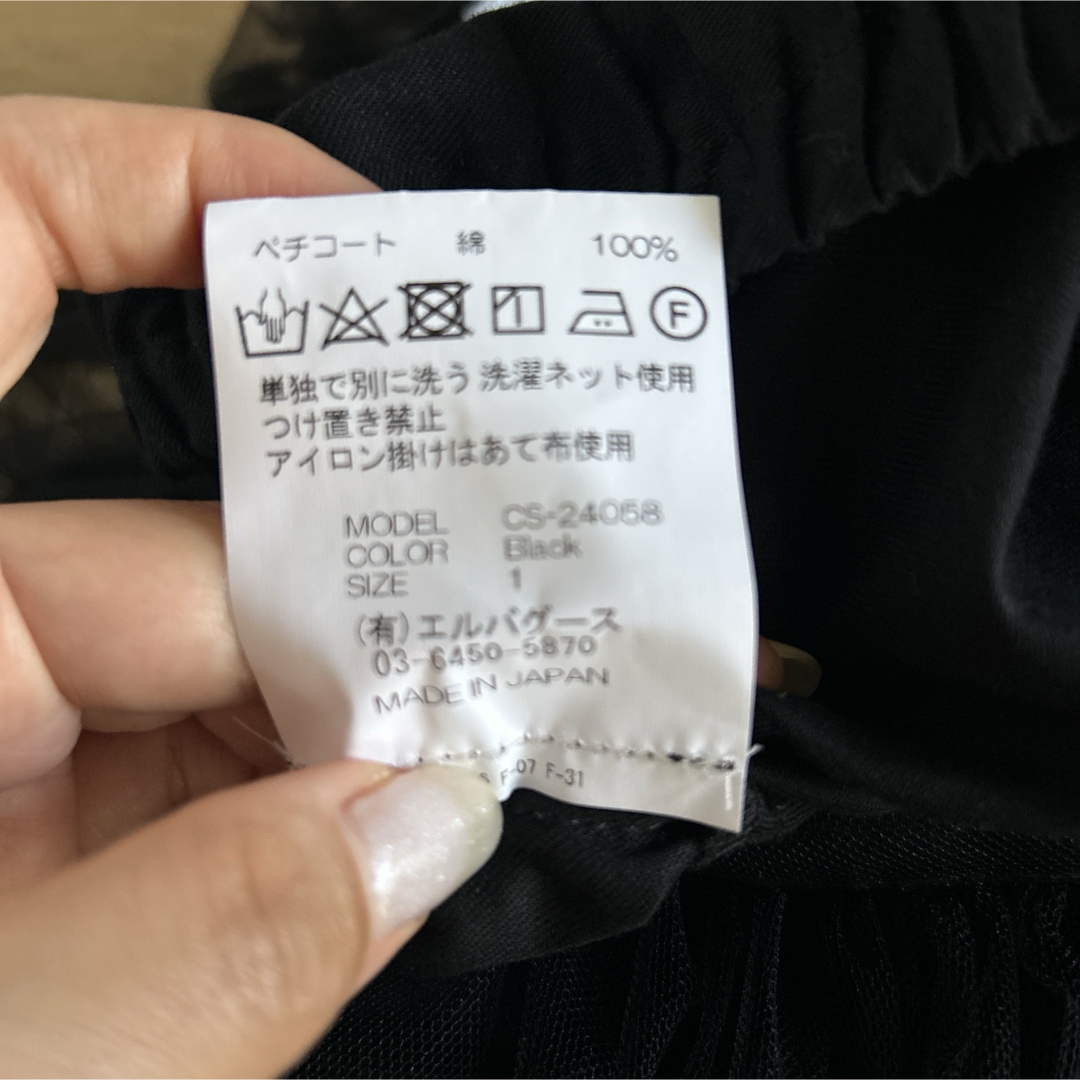 ペチコート 綿 100%
F
単独で別に洗う 洗濯ネット使用
つけ置き禁止
アイロン掛けはあて布使用
MODEL CS-24058
COLOR Black
SIZE 1
(有)エルバグース
03-6450-5870
MADE IN JAPAN
F-07 F-31